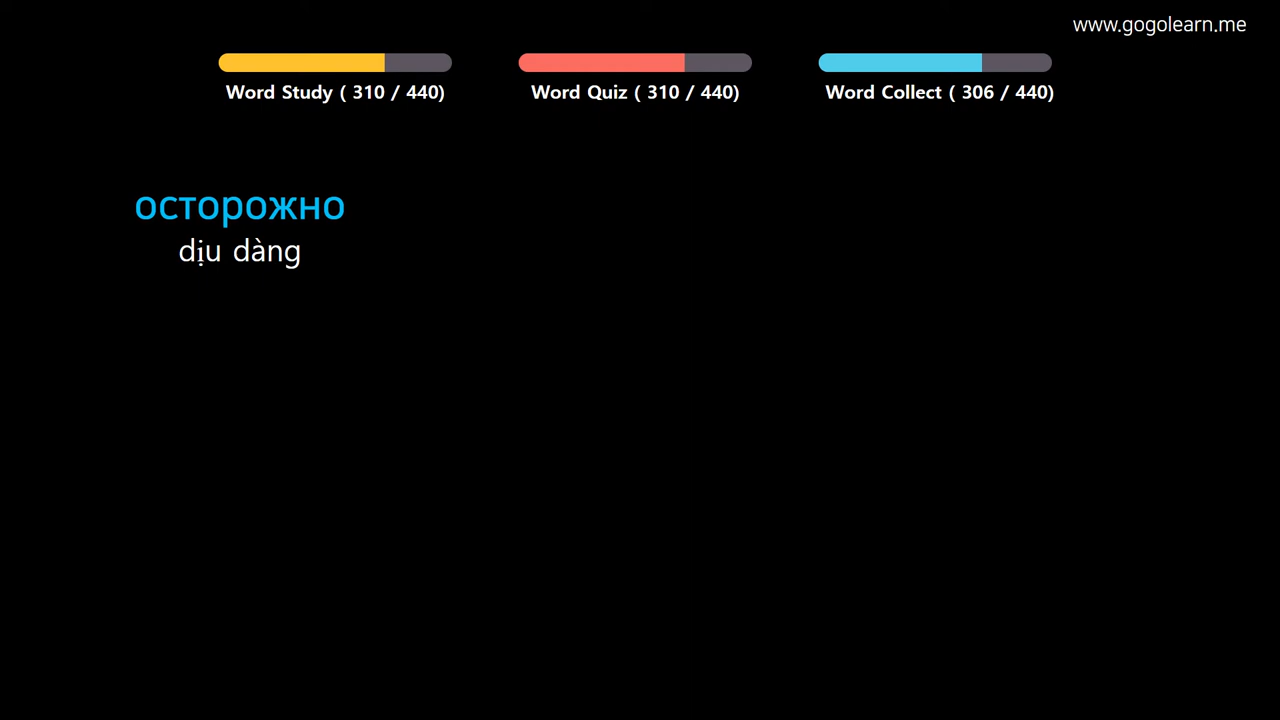 www.gogolearn.me
Word Study ( 310 / 440)
Word Quiz ( 310 / 440)
Word Collect ( 306 / 440)
осторожно
dịu dàng